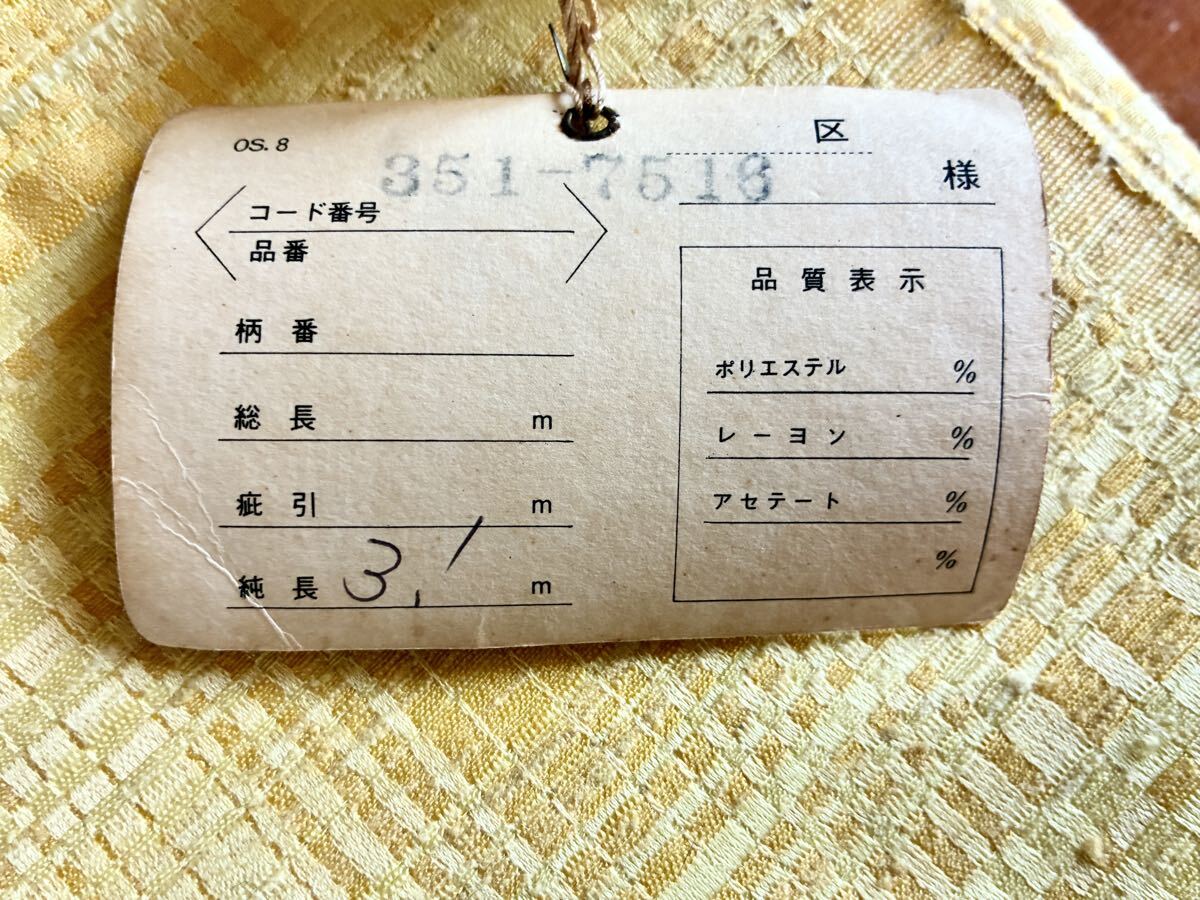 OS. 8
351-7518
区
様
コード番号
品番
柄番
総長 m
疵引 m
純長 3.1 m
品質表示
ポリエステル %
レーヨン %
アセテート %
%